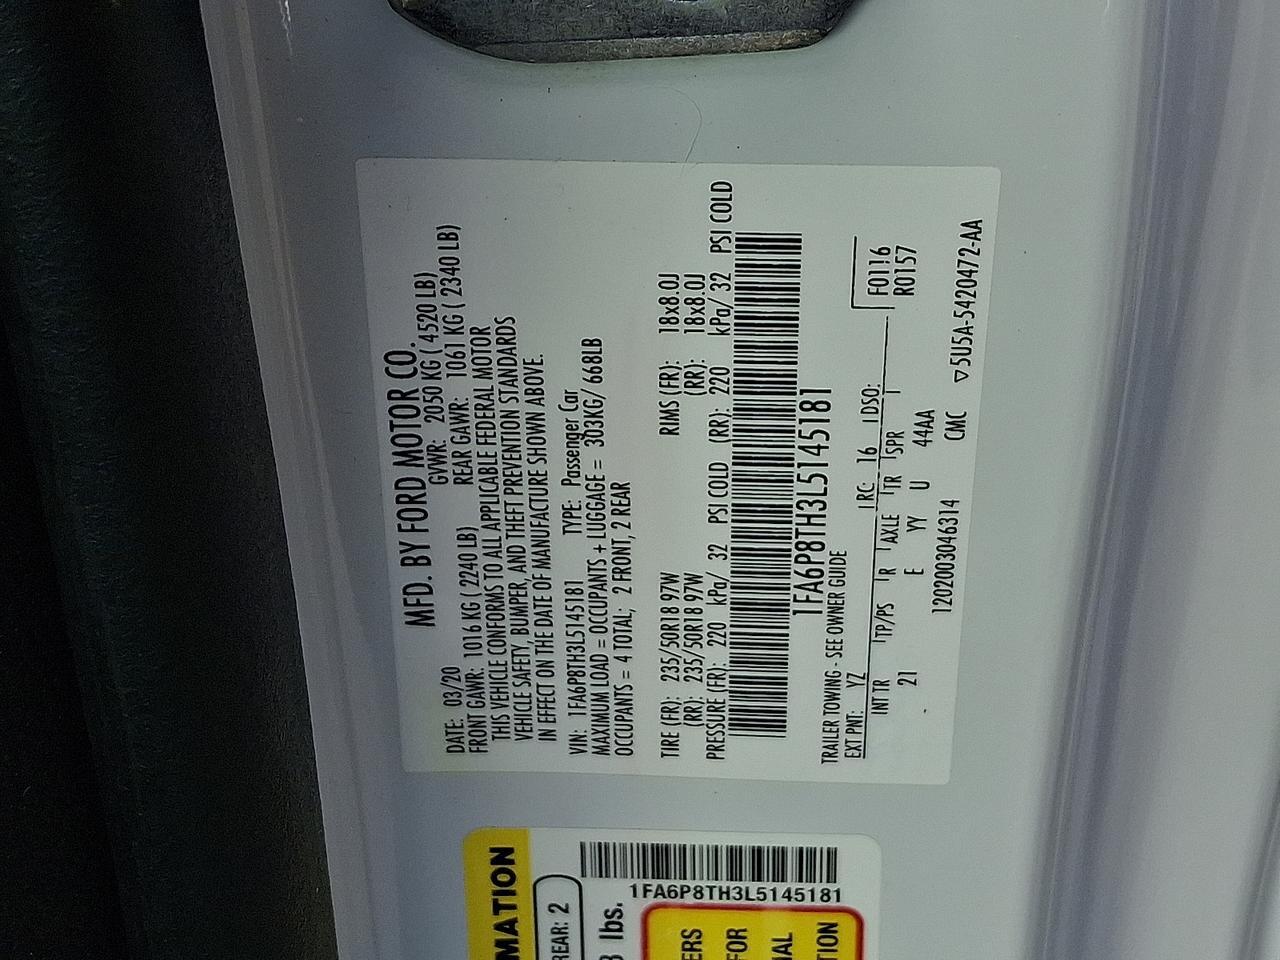 MFD. BY FORD MOTOR CO.
DATE: 03/20 GVWR: 2050 KG ( 4520 LB)
FRONT GAWR: 1016 KG ( 2240 LB) REAR GAWR: 1061 KG ( 2340 LB)
THIS VEHICLE CONFORMS TO ALL APPLICABLE FEDERAL MOTOR
VEHICLE SAFETY, BUMPER, AND THEFT PREVENTION STANDARDS
IN EFFECT ON THE DATE OF MANUFACTURE SHOWN ABOVE.
VIN: 1FA6P8TH3L5145181 TYPE: Passenger Car
MAXIMUM LOAD = OCCUPANTS + LUGGAGE = 303KG/ 668LB
OCCUPANTS = 4 TOTAL; 2 FRONT, 2 REAR
TIRE (FR): 235/50R18 97W RIMS (FR): 18x8.0J
(RR): 235/50R18 97W (RR): 18x8.0J
PRESSURE (FR): 220 kPa/ 32 PSI COLD (RR): 220 kPa/ 32 PSI COLD
1FA6P8TH3L5145181
TRAILER TOWING - SEE OWNER GUIDE
EXT PNT: YZ RC: 16 DSO: F0116
INT TR TP/PS R AXLE TR SPR R0157
21 E YY U 44AA
1202003046314 CMC ▽5U5A-5420472-AA
MATION
REAR: 2
lbs.
1FA6P8TH3L5145181
ERS
FOR
IAL
TION